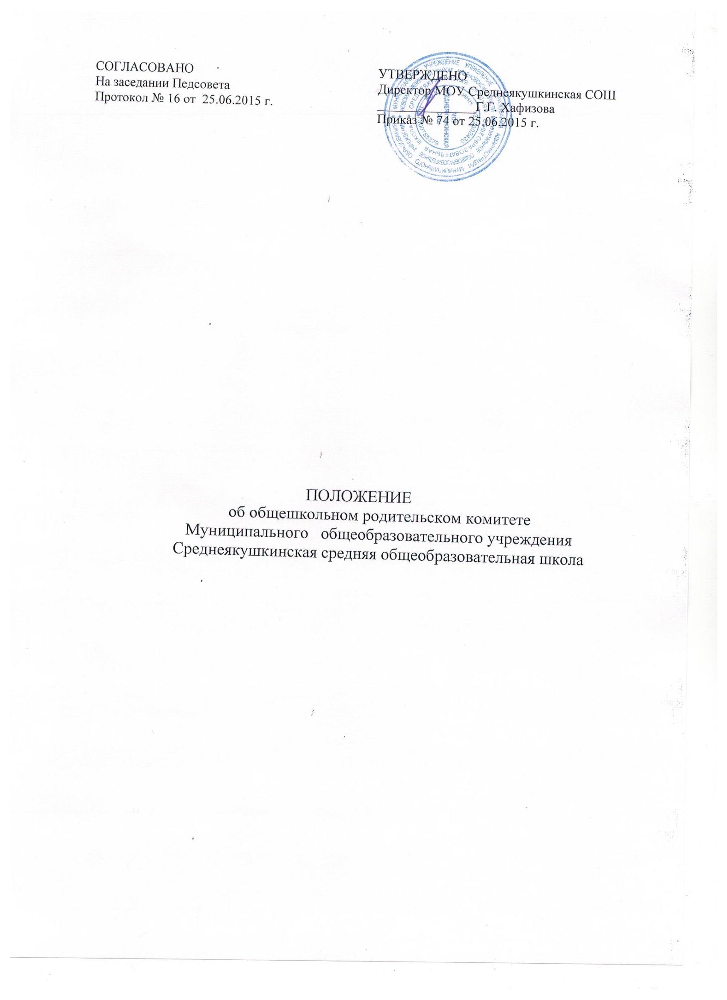 СОГЛАСОВАНО
На заседании Педсовета
Протокол № 16 от 25.06.2015 г.
УТВЕРЖДЕНО
Директор МОУ Среднеякушкинская СОШ
Г.Г. Хафизова
Приказ № 74 от 25.06.2015 г.
ПОЛОЖЕНИЕ
об общешкольном родительском комитете
Муниципального общеобразовательного учреждения
Среднеякушкинская средняя общеобразовательная школа